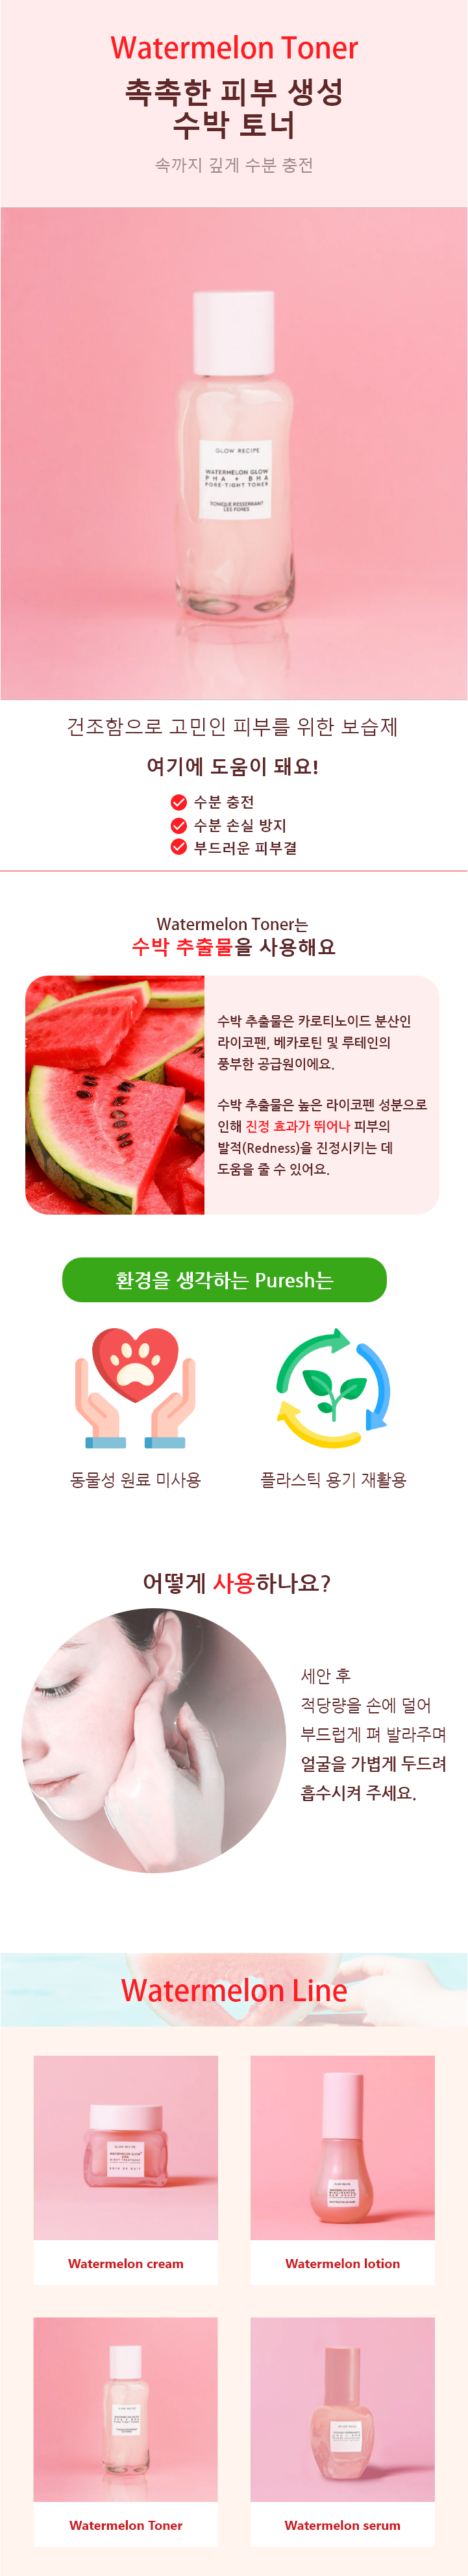 Watermelon Toner
촉촉한 피부 생성
수박 토너
속까지 깊게 수분 충전
GLOW RECIPE
WATERMELON GLOW
PHA + BHA
PORE-TIGHT TONER
TONIQUE RESSERRANT
LES PORES
건조함으로 고민인 피부를 위한 보습제
여기에 도움이 돼요!
수분 충전
수분 손실 방지
부드러운 피부결
Watermelon Toner는
수박 추출물을 사용해요
수박 추출물은 카로티노이드 분산인
라이코펜, 베카로틴 및 루테인의
풍부한 공급원이에요.
수박 추출물은 높은 라이코펜 성분으로
인해 진정 효과가 뛰어나 피부의
발적(Redness)을 진정시키는 데
도움을 줄 수 있어요.
환경을 생각하는 Puresh는
동물성 원료 미사용
플라스틱 용기 재활용
어떻게 사용하나요?
세안 후
적당량을 손에 덜어
부드럽게 펴 발라주며
얼굴을 가볍게 두드려
흡수시켜 주세요.
Watermelon Line
GLOW RECIPE
Watermelon cream
Watermelon lotion
Watermelon Toner
Watermelon serum